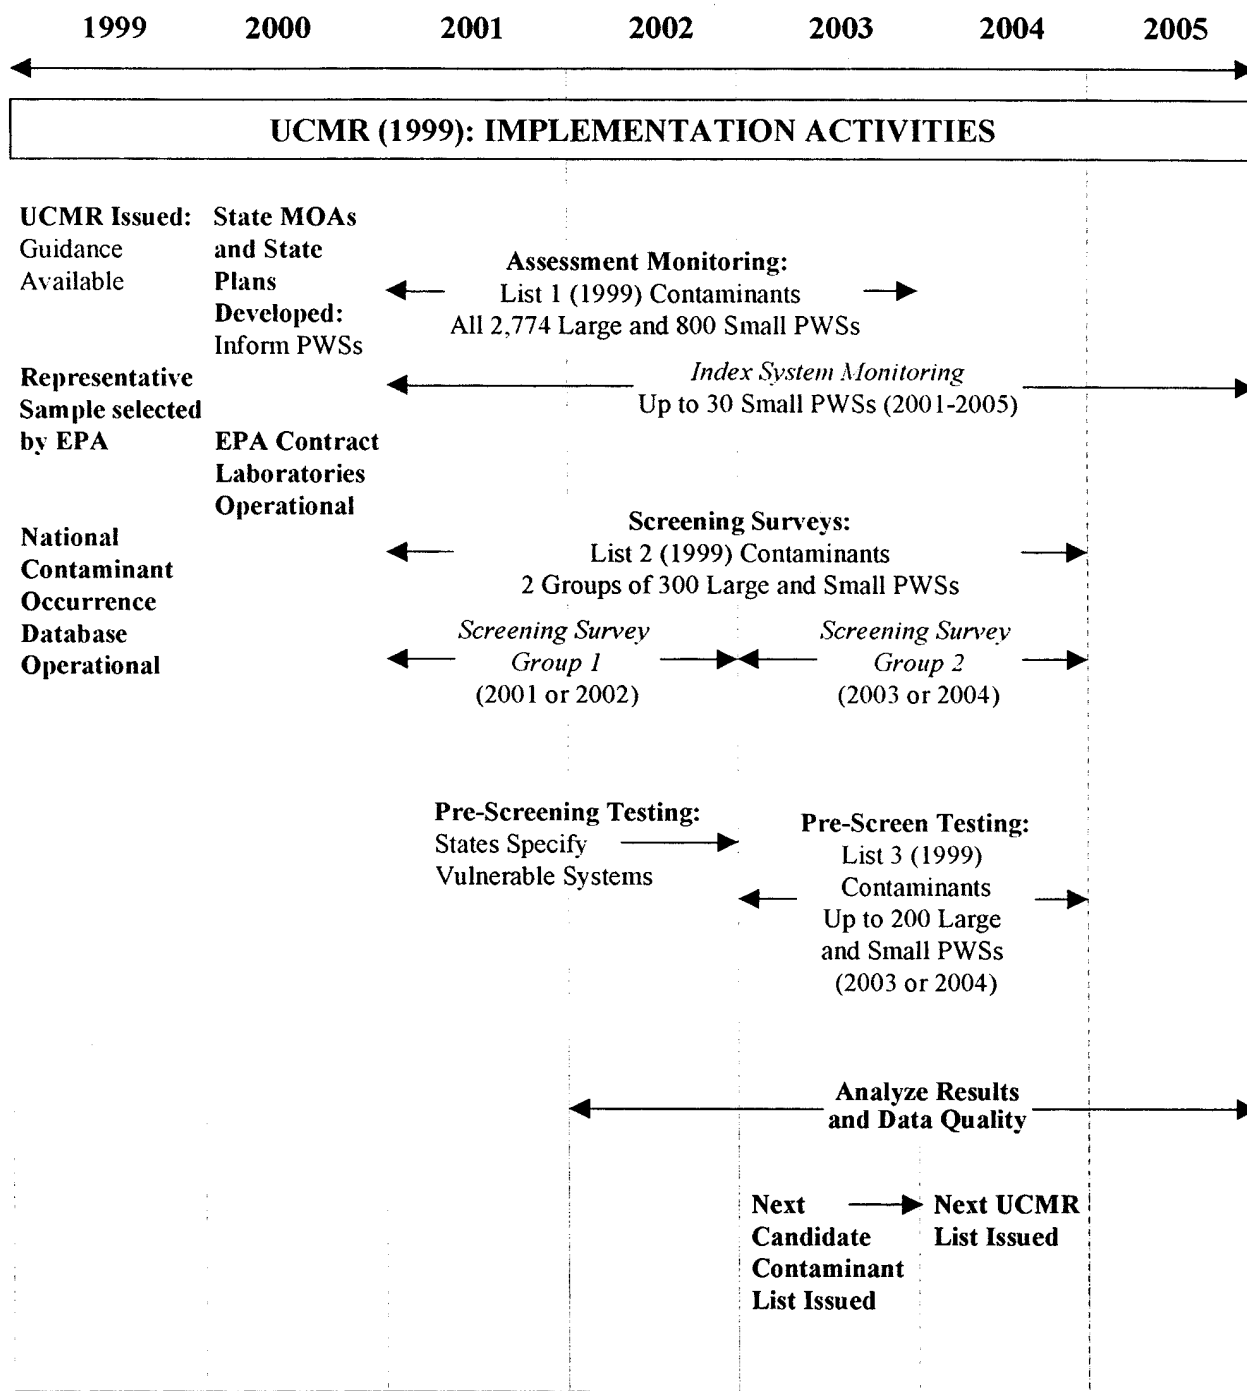 1999 2000 2001 2002 2003 2004 2005
UCMR (1999): IMPLEMENTATION ACTIVITIES
UCMR Issued:
Guidance
Available
State MOAs
and State
Plans
Developed:
Inform PWSs
Assessment Monitoring:
List 1 (1999) Contaminants
All 2,774 Large and 800 Small PWSs
Representative
Sample selected
by EPA
Index System Monitoring
Up to 30 Small PWSs (2001-2005)
EPA Contract
Laboratories
Operational
National
Contaminant
Occurrence
Database
Operational
Screening Surveys:
List 2 (1999) Contaminants
2 Groups of 300 Large and Small PWSs
Screening Survey
Group 1
(2001 or 2002)
Screening Survey
Group 2
(2003 or 2004)
Pre-Screening Testing:
States Specify
Vulnerable Systems
Pre-Screen Testing:
List 3 (1999)
Contaminants
Up to 200 Large
and Small PWSs
(2003 or 2004)
Analyze Results
and Data Quality
Next
Candidate
Contaminant
List Issued
Next UCMR
List Issued